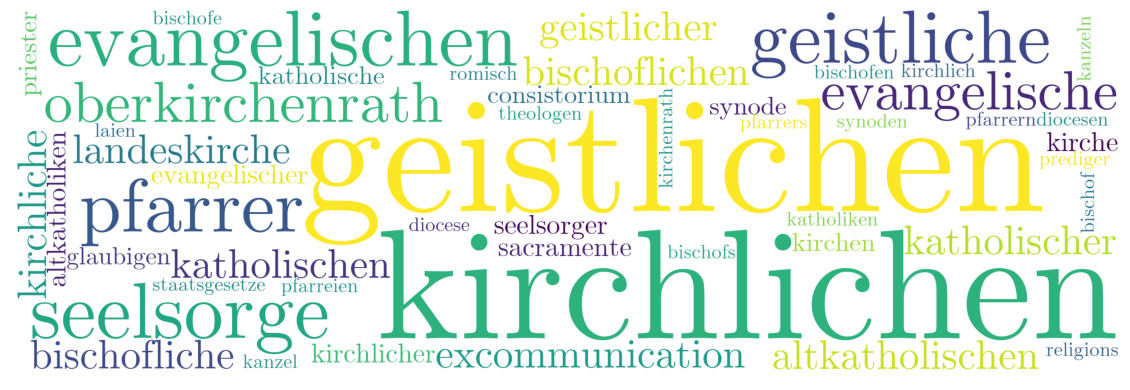 priester
bischofe
evangelischen
geistlicher
geistliche
kanzeln
katholische
romisch
bischoflichen
bischofen
kirchlich
oberkirchenrath
consistorium
theologen
kirchenrath
synode
evangelische
pfarrers
synoden
pfarrern
diocesen
laien
landeskirche
geistlichen
kirche
prediger
kirchliche
altkatholiken
evangelischer
pfarrer
bischof
diocese
seelsorger
katholiken
glaubigen
katholischen
sacramente
bischofs
kirchen
katholischer
staatsgesetze
pfarreien
kirchlichen
seelsorge
bischofliche
kanzel
kirchlicher
excommunication
altkatholischen
religions